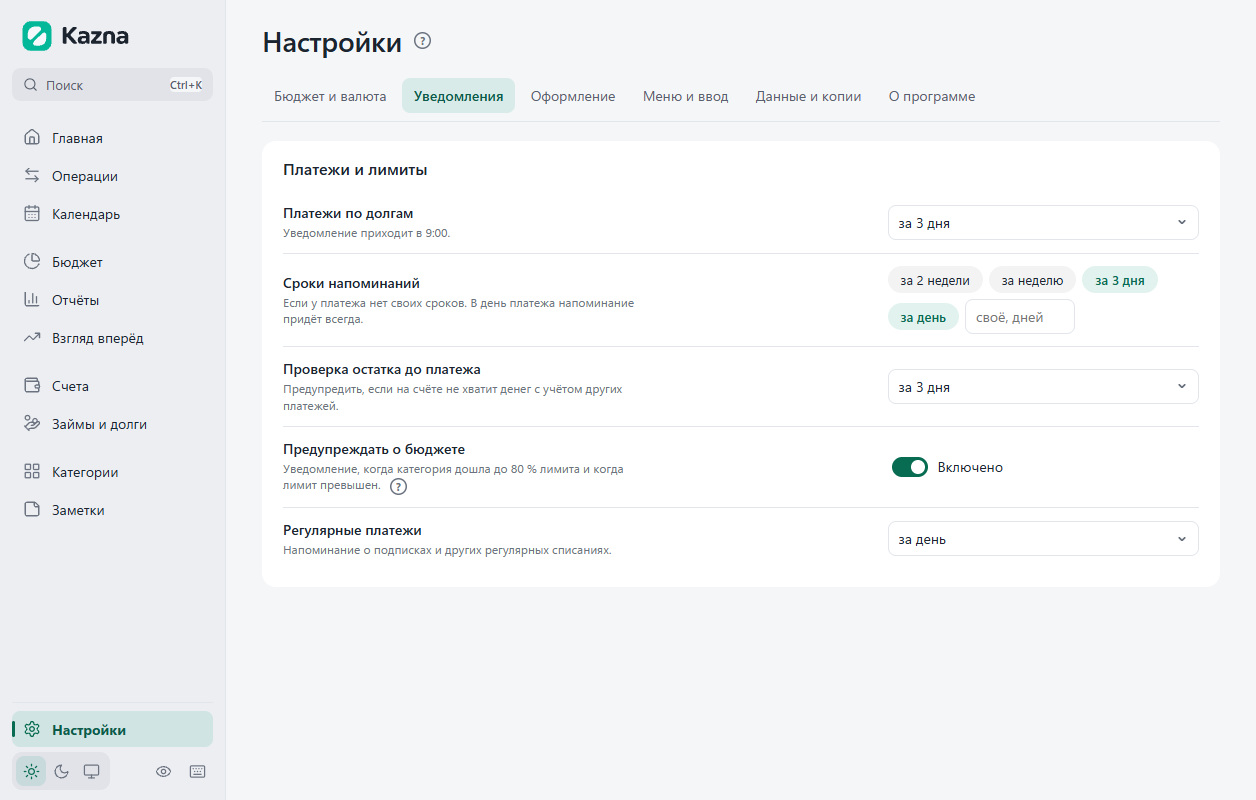 Kazna
Поиск
Ctrl+K
Главная
Операции
Календарь
Бюджет
Отчёты
Взгляд вперёд
Счета
Займы и долги
Категории
Заметки
Настройки
Настройки ?
Бюджет и валюта
Уведомления
Оформление
Меню и ввод
Данные и копии
О программе
Платежи и лимиты
Платежи по долгам
Уведомление приходит в 9:00.
за 3 дня
Сроки напоминаний
Если у платежа нет своих сроков. В день платежа напоминание
придёт всегда.
за 2 недели
за неделю
за 3 дня
за день
своё, дней
Проверка остатка до платежа
Предупредить, если на счёте не хватит денег с учётом других
платежей.
за 3 дня
Предупреждать о бюджете
Уведомление, когда категория дошла до 80 % лимита и когда
лимит превышен. ?
Включено
Регулярные платежи
Напоминание о подписках и других регулярных списаниях.
за день